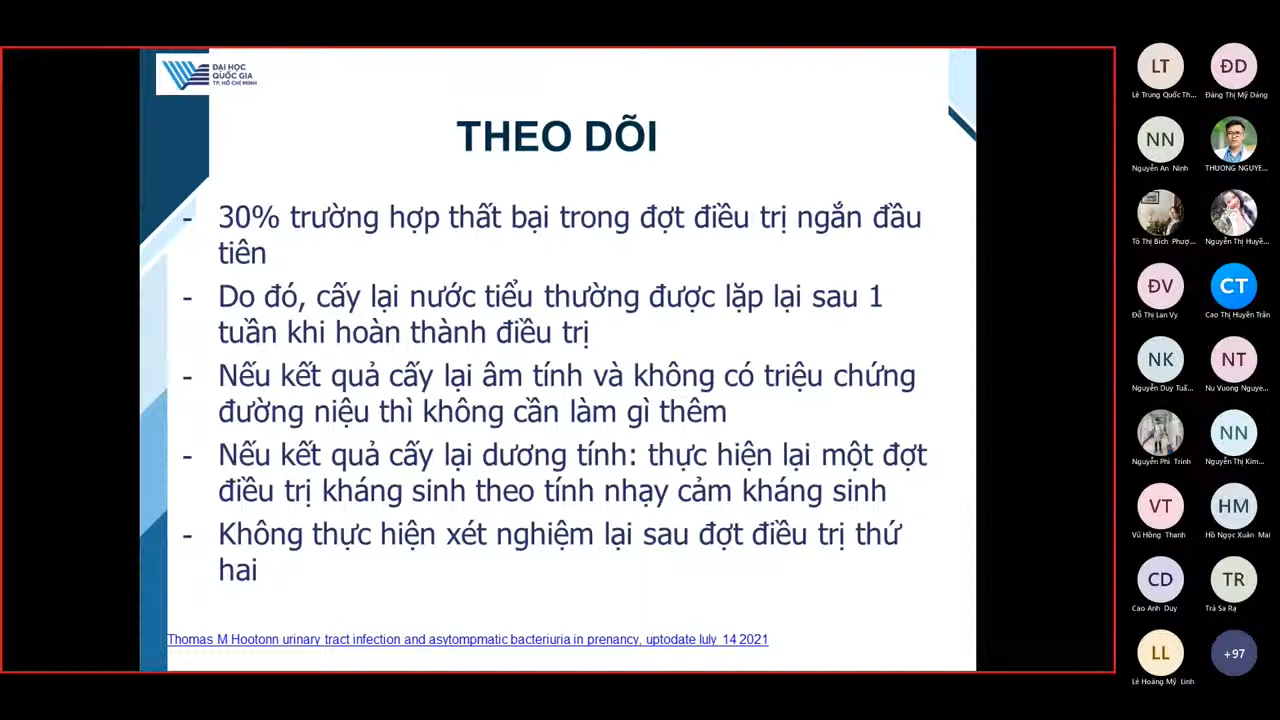 ĐẠI HỌC
QUỐC GIA
TP. HỒ CHÍ MINH
THEO DÕI
- 30% trường hợp thất bại trong đợt điều trị ngắn đầu
tiên
- Do đó, cấy lại nước tiểu thường được lặp lại sau 1
tuần khi hoàn thành điều trị
- Nếu kết quả cấy lại âm tính và không có triệu chứng
đường niệu thì không cần làm gì thêm
- Nếu kết quả cấy lại dương tính: thực hiện lại một đợt
điều trị kháng sinh theo tính nhạy cảm kháng sinh
- Không thực hiện xét nghiệm lại sau đợt điều trị thứ
hai
Thomas M Hootonn urinary tract infection and asytompmatic bacteriuria in prenancy, uptodate luly 14 2021
LT ĐD
Lê Trung Quốc Th... Đặng Thị Mỹ Dáng
NN
Nguyễn An Ninh THUONG NGUYE...
Tô Thị Bích Phượ... Nguyễn Thị Huyề...
ĐV CT
Đỗ Thị Lan Vy Cao Thị Huyền Trân
NK NT
Nguyễn Duy Tuấ... Nu Vuong Nguye...
NN
Nguyễn Phi Trinh Nguyễn Thị Kim...
VT HM
Vũ Hồng Thanh Hồ Ngọc Xuân Mai
CD TR
Cao Anh Duy Trà Sa Rạ
LL +97
Lê Hoàng Mỹ Linh